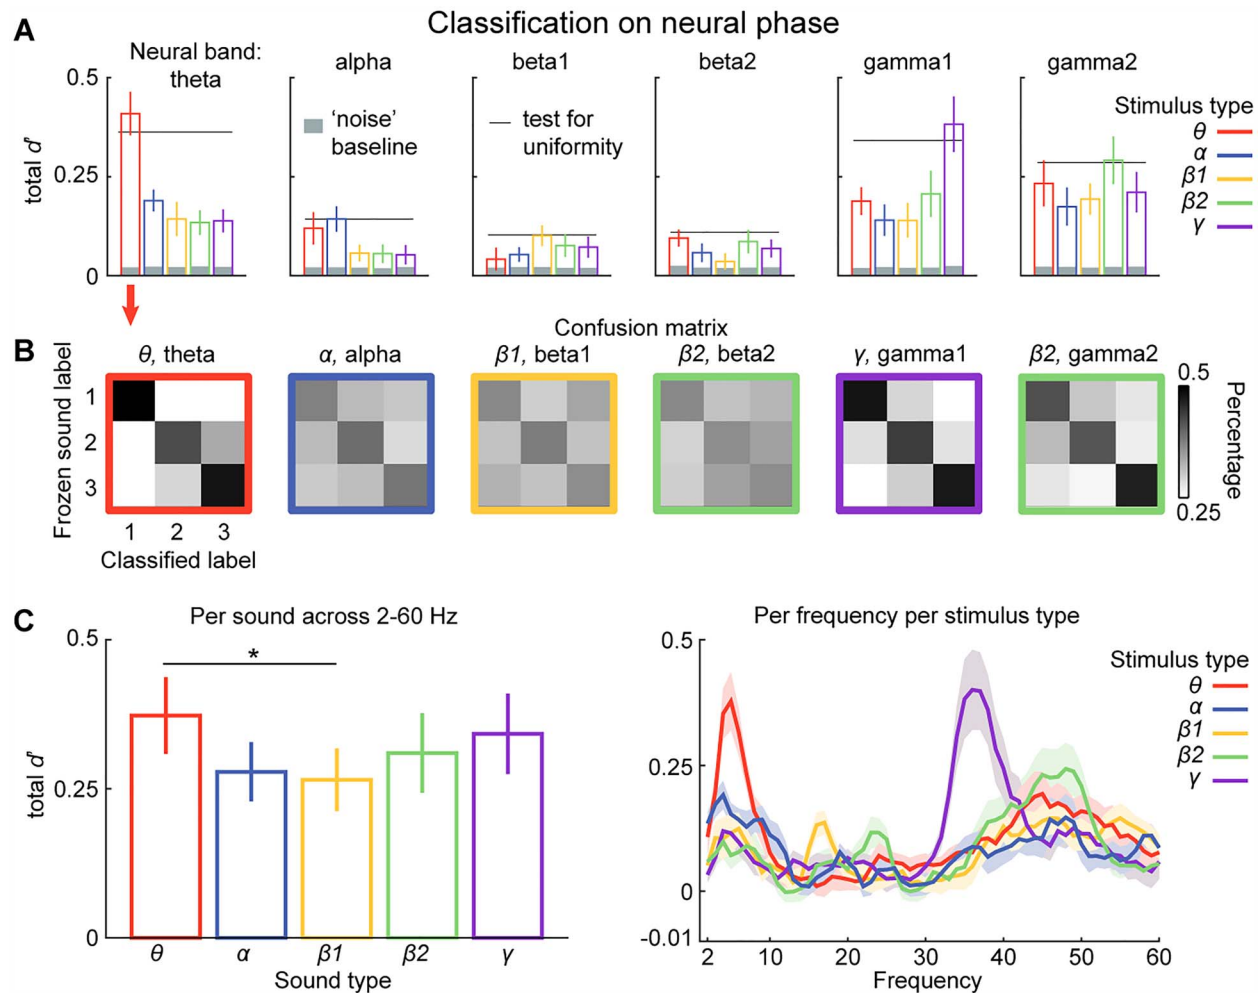 A
Classification on neural phase
Neural band:
theta
alpha
beta1
beta2
gamma1
gamma2
0.5
0.25
0
total d'
'noise'
baseline
test for
uniformity
Stimulus type
θ
α
β1
β2
γ
B
Confusion matrix
θ, theta
α, alpha
β1, beta1
β2, beta2
γ, gamma1
β2, gamma2
Frozen sound label
1
2
3
1 2 3
Classified label
0.5
0.25
Percentage
C
Per sound across 2-60 Hz
0.5
0.25
0
total d'
*
θ α β1 β2 γ
Sound type
Per frequency per stimulus type
0.5
0.25
0
-0.01
2 10 20 30 40 50 60
Frequency
Stimulus type
θ
α
β1
β2
γ